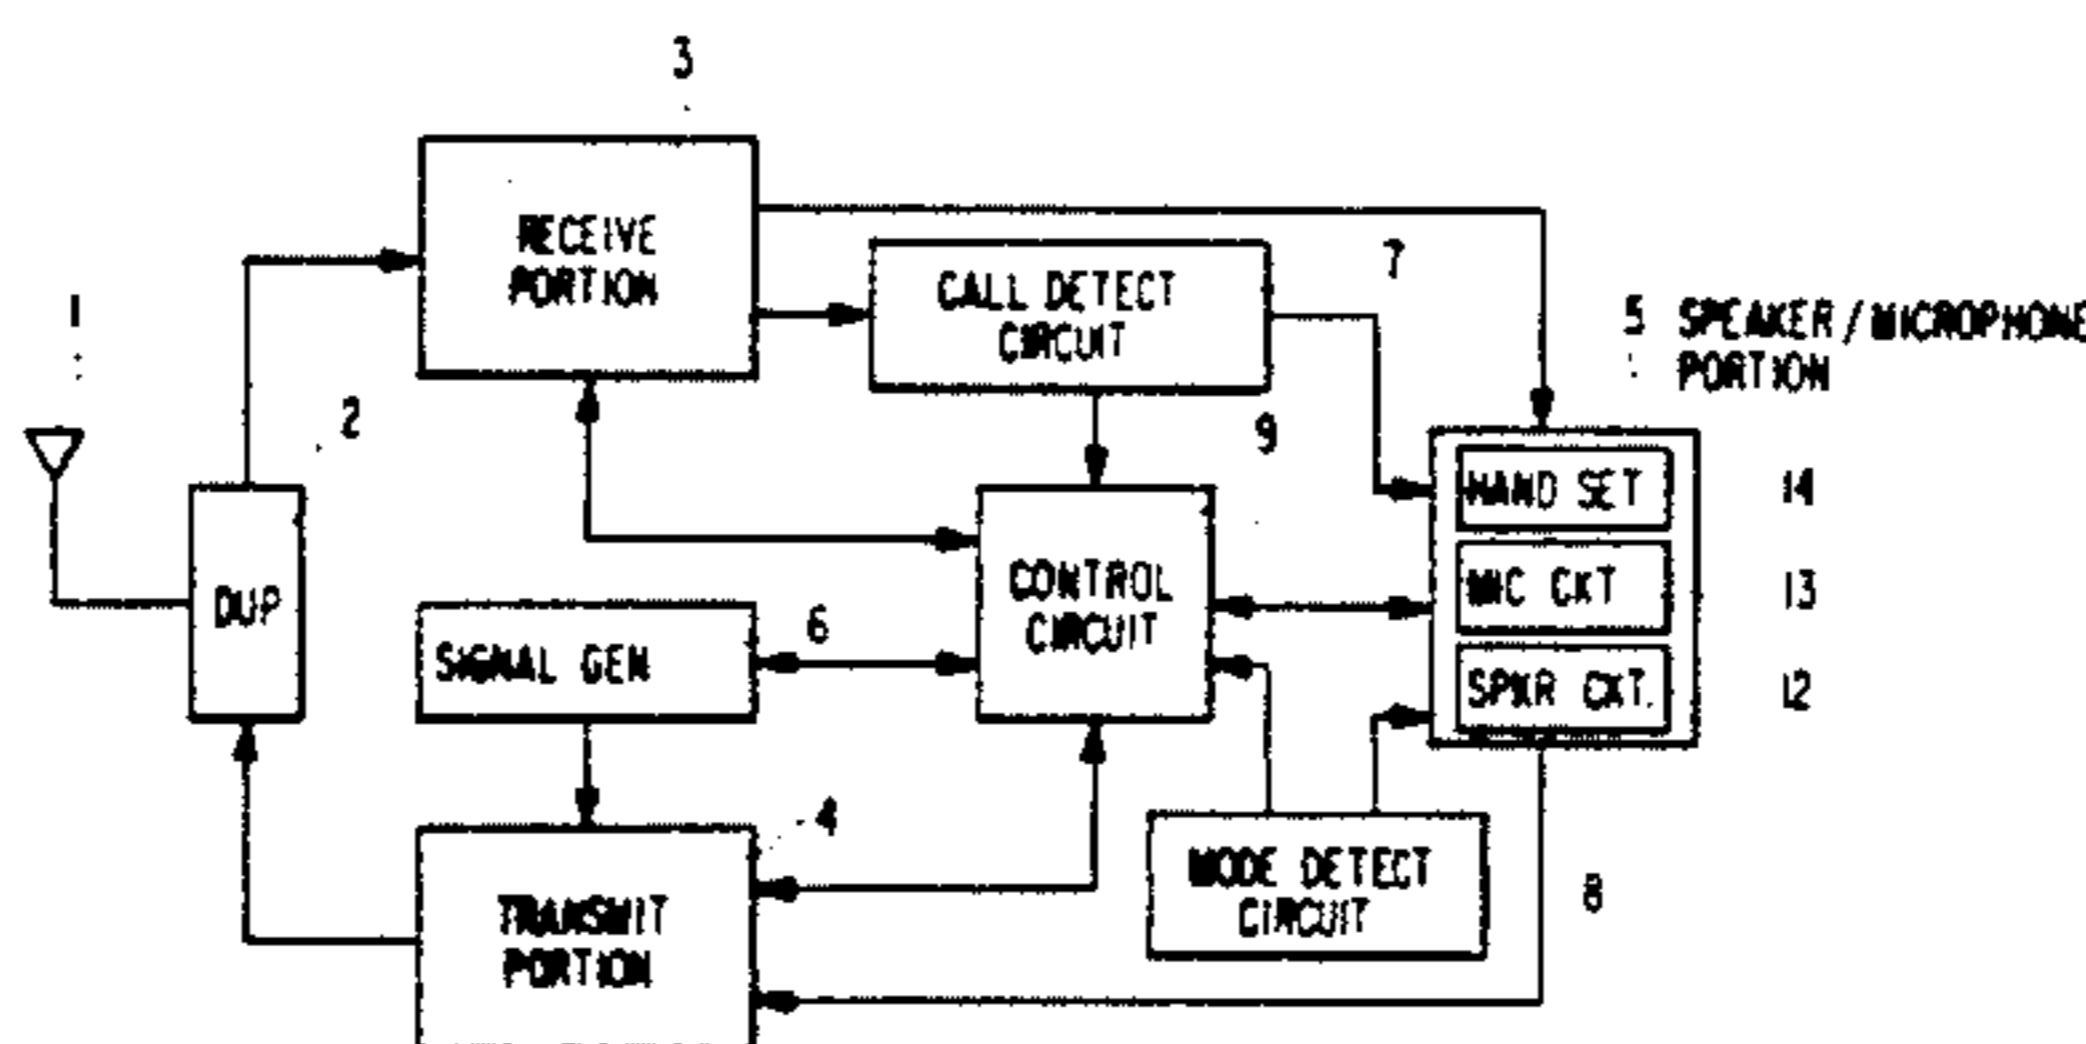 3
RECEIVE
PORTION
7
CALL DETECT
CIRCUIT
1
5 SPEAKER/MICROPHONE
PORTION
2
9
HAND SET
14
CONTROL
CIRCUIT
MIC CKT
13
DUP
6
SIGNAL GEN
SPKR CKT.
12
4
MODE DETECT
CIRCUIT
8
TRANSMIT
PORTION